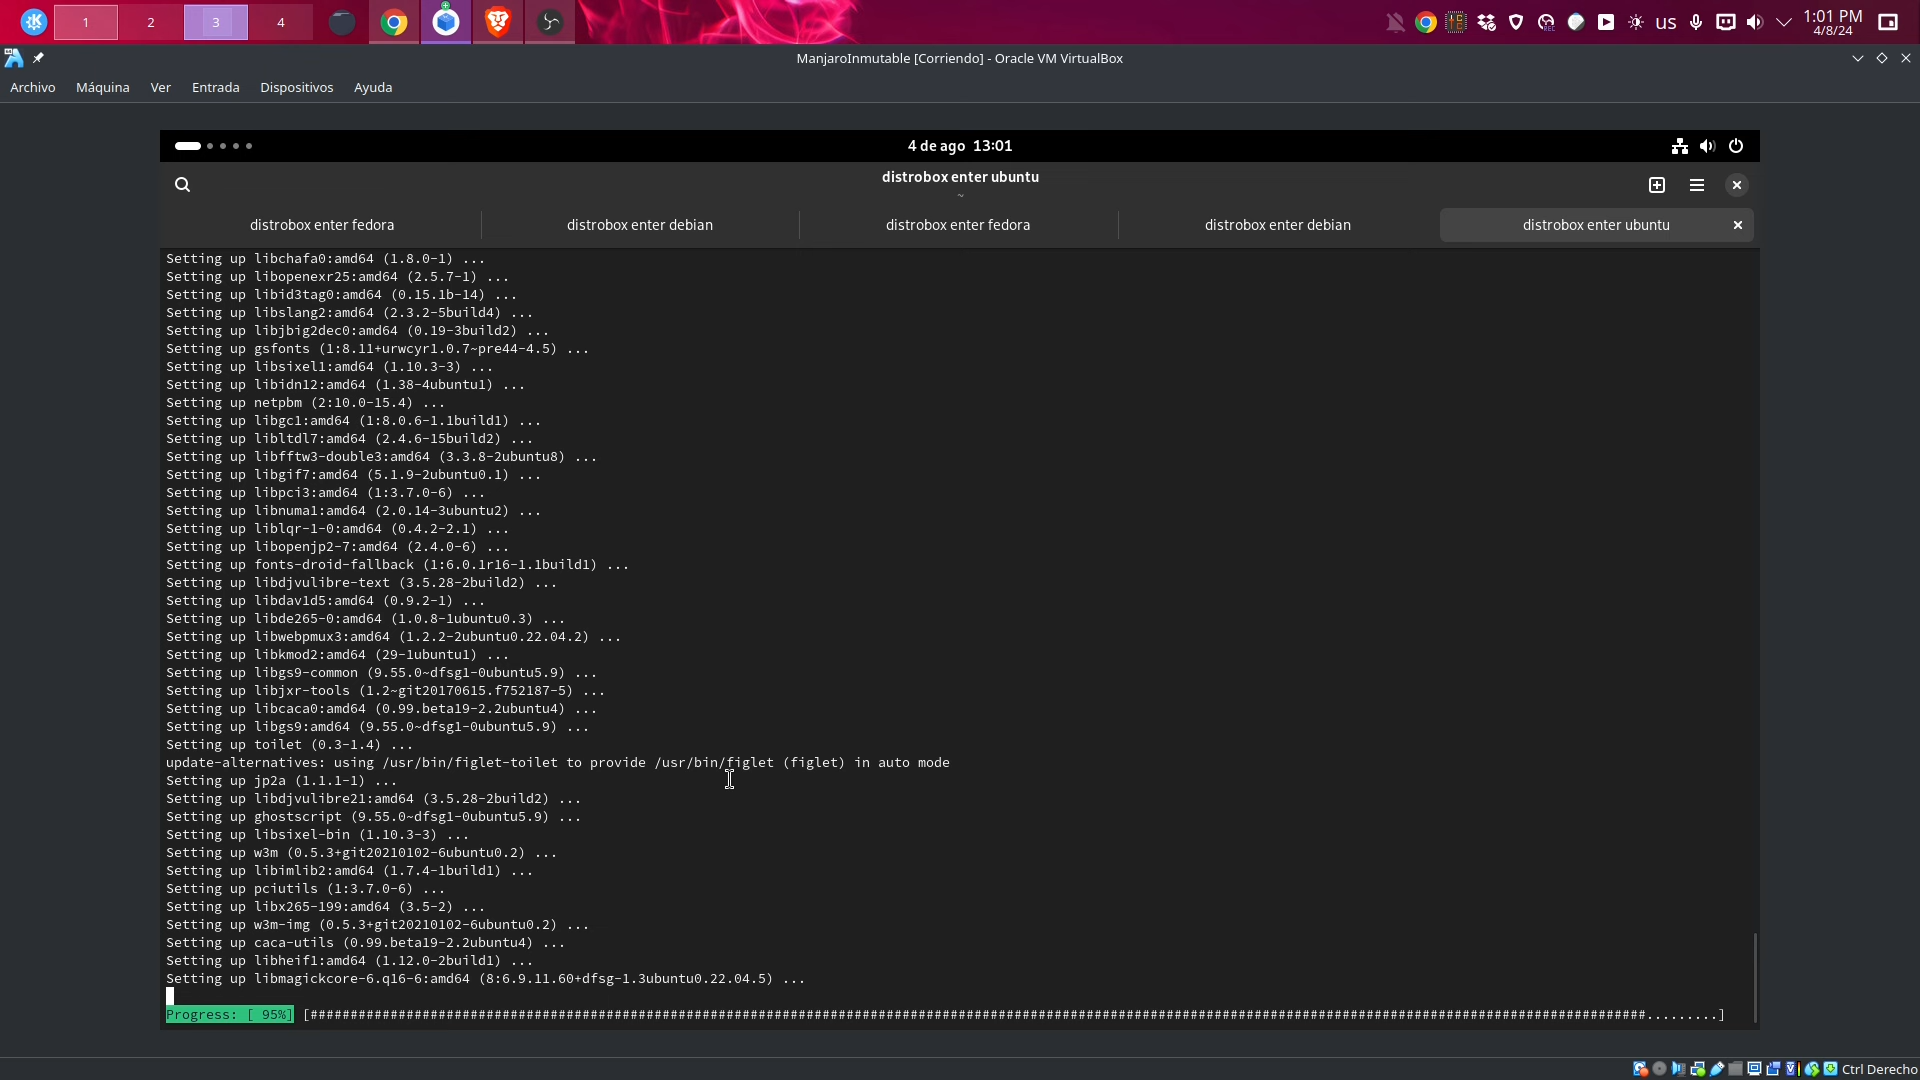 1 2 3 4 us 1:01 PM
4/8/24
ManjaroInmutable [Corriendo] - Oracle VM VirtualBox
Archivo Máquina Ver Entrada Dispositivos Ayuda
4 de ago 13:01
distrobox enter ubuntu
~
distrobox enter fedora distrobox enter debian distrobox enter fedora distrobox enter debian distrobox enter ubuntu
Setting up libchafa0:amd64 (1.8.0-1) ...
Setting up libopenexr25:amd64 (2.5.7-1) ...
Setting up libid3tag0:amd64 (0.15.1b-14) ...
Setting up libslang2:amd64 (2.3.2-5build4) ...
Setting up libjbig2dec0:amd64 (0.19-3build2) ...
Setting up gsfonts (1:8.11+urwcyr1.0.7~pre44-4.5) ...
Setting up libsixel1:amd64 (1.10.3-3) ...
Setting up libidn12:amd64 (1.38-4ubuntu1) ...
Setting up netpbm (2:10.0-15.4) ...
Setting up libgc1:amd64 (1:8.0.6-1.1build1) ...
Setting up libltdl7:amd64 (2.4.6-15build2) ...
Setting up libfftw3-double3:amd64 (3.3.8-2ubuntu8) ...
Setting up libgif7:amd64 (5.1.9-2ubuntu0.1) ...
Setting up libpci3:amd64 (1:3.7.0-6) ...
Setting up libnuma1:amd64 (2.0.14-3ubuntu2) ...
Setting up liblqr-1-0:amd64 (0.4.2-2.1) ...
Setting up libopenjp2-7:amd64 (2.4.0-6) ...
Setting up fonts-droid-fallback (1:6.0.1r16-1.1build1) ...
Setting up libdjvulibre-text (3.5.28-2build2) ...
Setting up libdav1d5:amd64 (0.9.2-1) ...
Setting up libde265-0:amd64 (1.0.8-1ubuntu0.3) ...
Setting up libwebpmux3:amd64 (1.2.2-2ubuntu0.22.04.2) ...
Setting up libkmod2:amd64 (29-1ubuntu1) ...
Setting up libgs9-common (9.55.0~dfsg1-0ubuntu5.9) ...
Setting up libjxr-tools (1.2~git20170615.f752187-5) ...
Setting up libcaca0:amd64 (0.99.beta19-2.2ubuntu4) ...
Setting up libgs9:amd64 (9.55.0~dfsg1-0ubuntu5.9) ...
Setting up toilet (0.3-1.4) ...
update-alternatives: using /usr/bin/figlet-toilet to provide /usr/bin/figlet (figlet) in auto mode
Setting up jp2a (1.1.1-1) ...
Setting up libdjvulibre21:amd64 (3.5.28-2build2) ...
Setting up ghostscript (9.55.0~dfsg1-0ubuntu5.9) ...
Setting up libsixel-bin (1.10.3-3) ...
Setting up w3m (0.5.3+git20210102-6ubuntu0.2) ...
Setting up libimlib2:amd64 (1.7.4-1build1) ...
Setting up pciutils (1:3.7.0-6) ...
Setting up libx265-199:amd64 (3.5-2) ...
Setting up w3m-img (0.5.3+git20210102-6ubuntu0.2) ...
Setting up caca-utils (0.99.beta19-2.2ubuntu4) ...
Setting up libheif1:amd64 (1.12.0-2build1) ...
Setting up libmagickcore-6.q16-6:amd64 (8:6.9.11.60+dfsg-1.3ubuntu0.22.04.5) ...
Progress: [ 95%] [#######################################################################################################################################################################.........]
Ctrl Derecho